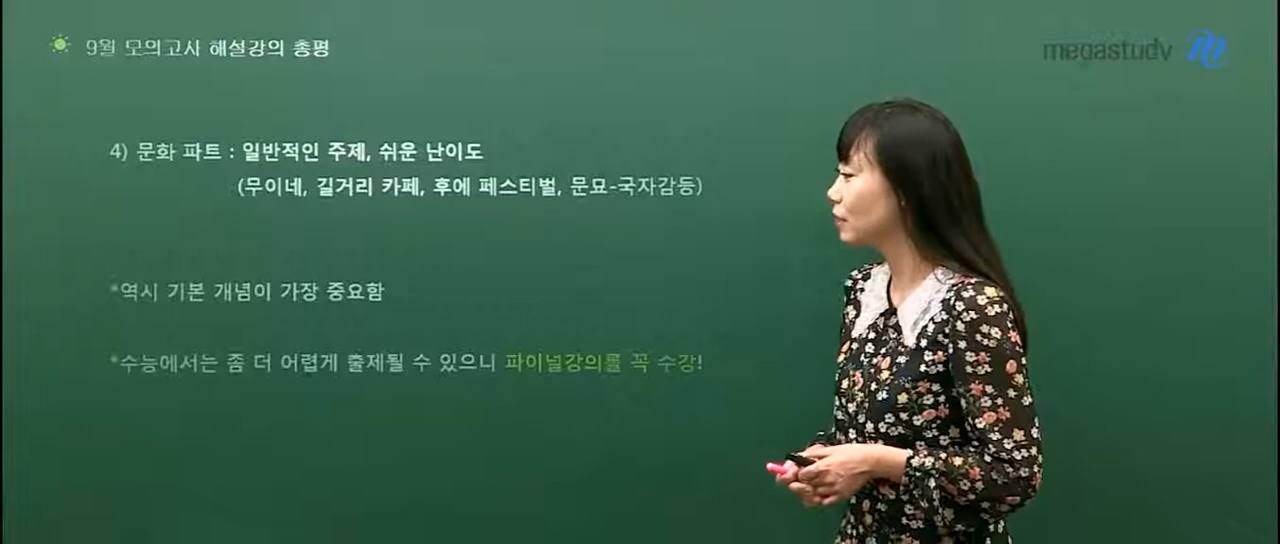 9월 모의고사 해설강의 총평
megastudy
4) 문화 파트 : 일반적인 주제, 쉬운 난이도
(무이네, 길거리 카페, 후에 페스티벌, 문묘-국자감등)
*역시 기본 개념이 가장 중요함
*수능에서는 좀 더 어렵게 출제될 수 있으니 파이널강의를 꼭 수강!